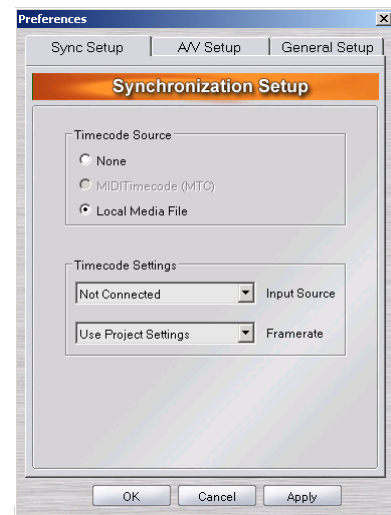 Preferences
Sync Setup
A/V Setup
General Setup
Synchronization Setup
Timecode Source
None
MIDITimecode (MTC)
Local Media File
Timecode Settings
Not Connected Input Source
Use Project Settings Framerate
OK Cancel Apply